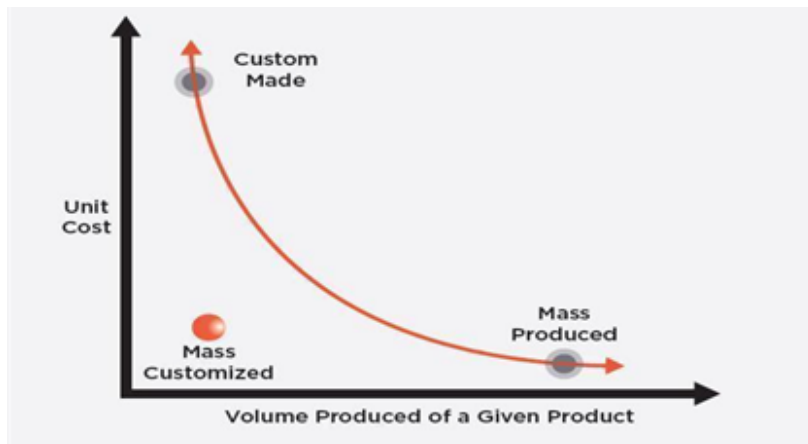 Custom
Made
Unit
Cost
Mass
Produced
Mass
Customized
Volume Produced of a Given Product